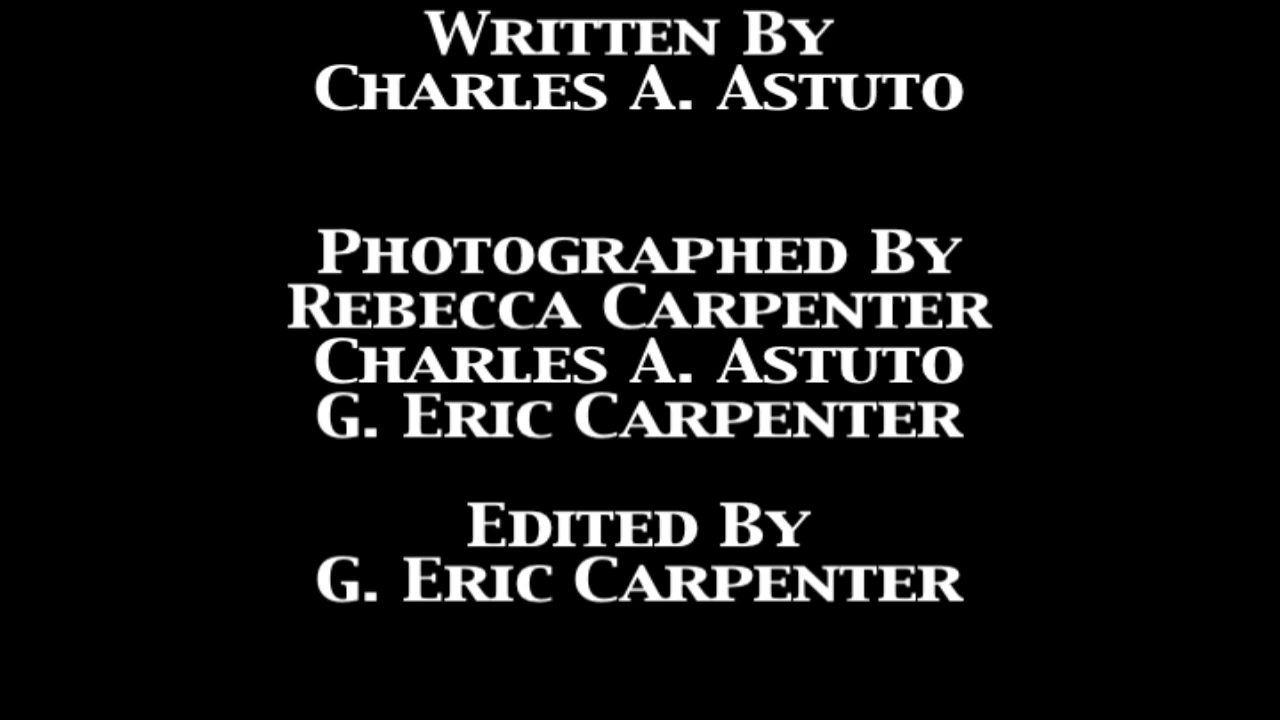 Written By
Charles A. Astuto
Photographed By
Rebecca Carpenter
Charles A. Astuto
G. Eric Carpenter
Edited By
G. Eric Carpenter